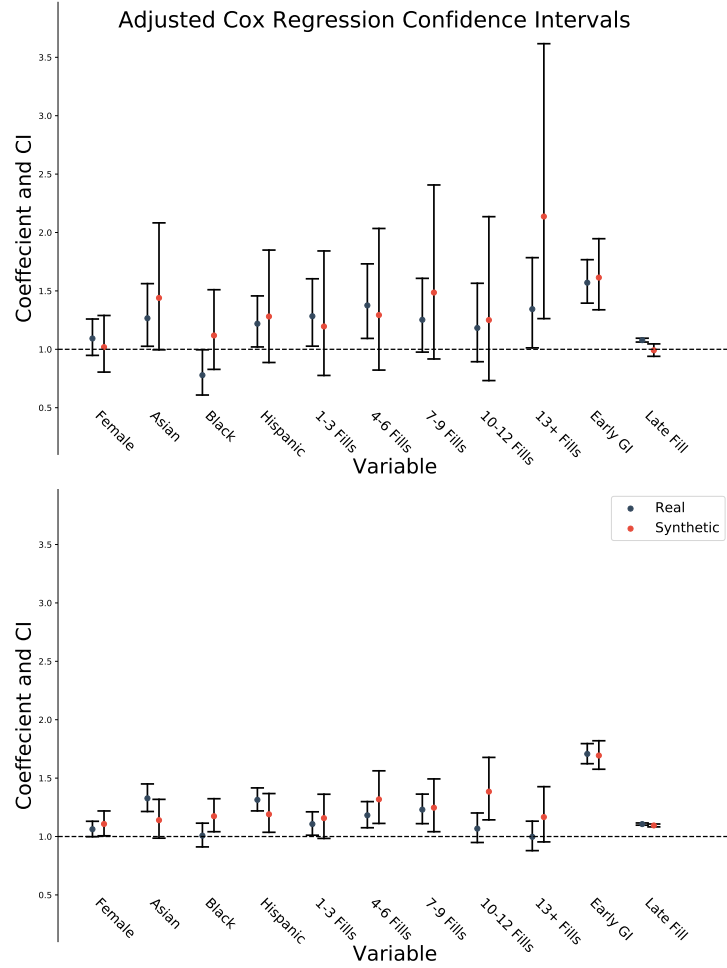 Adjusted Cox Regression Confidence Intervals
Coeffecient and CI
3.5
3.0
2.5
2.0
1.5
1.0
0.5
Female
Asian
Black
Hispanic
1-3 Fills
4-6 Fills
7-9 Fills
10-12 Fills
13+ Fills
Early GI
Late Fill
Variable
Real
Synthetic
Coeffecient and CI
3.5
3.0
2.5
2.0
1.5
1.0
0.5
Female
Asian
Black
Hispanic
1-3 Fills
4-6 Fills
7-9 Fills
10-12 Fills
13+ Fills
Early GI
Late Fill
Variable